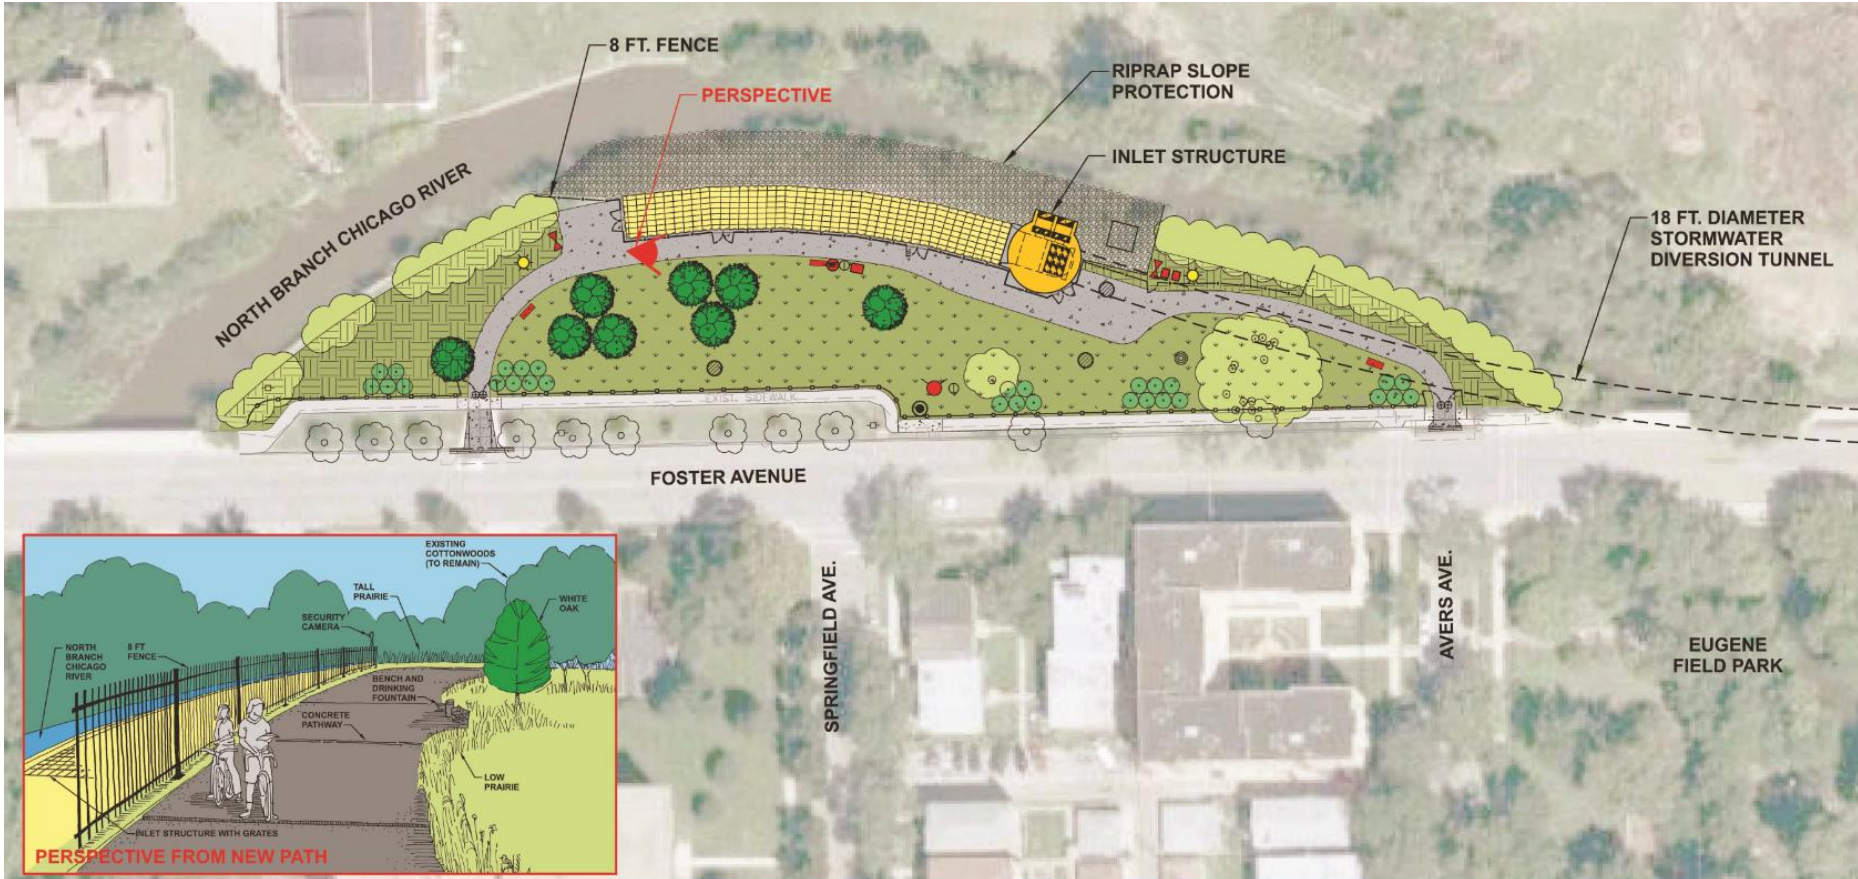 8 FT. FENCE
PERSPECTIVE
RIPRAP SLOPE
PROTECTION
INLET STRUCTURE
18 FT. DIAMETER
STORMWATER
DIVERSION TUNNEL
NORTH BRANCH CHICAGO RIVER
EXIST. SIDEWALK
FOSTER AVENUE
SPRINGFIELD AVE.
AVERS AVE.
EUGENE
FIELD PARK
EXISTING
COTTONWOODS
(TO REMAIN)
TALL
PRAIRIE
WHITE
OAK
SECURITY
CAMERA
NORTH
BRANCH
CHICAGO
RIVER
8 FT
FENCE
BENCH AND
DRINKING
FOUNTAIN
CONCRETE
PATHWAY
LOW
PRAIRIE
INLET STRUCTURE WITH GRATES
PERSPECTIVE FROM NEW PATH